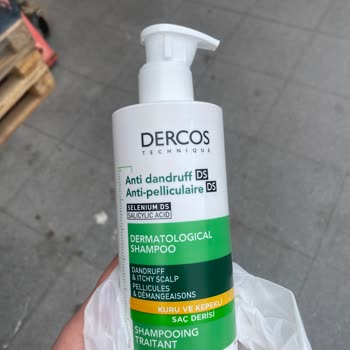 DERCOS
TECHNIQUE
Anti dandruff DS
Anti-pelliculaire DS
SELENIUM DS
SALICYLIC ACID
DERMATOLOGICAL
SHAMPOO
DANDRUFF
& ITCHY SCALP
PELLICULES
& DÉMANGEAISONS
KURU VE KEPEKLİ
SAÇ DERİSİ
SHAMPOOING
TRAITANT